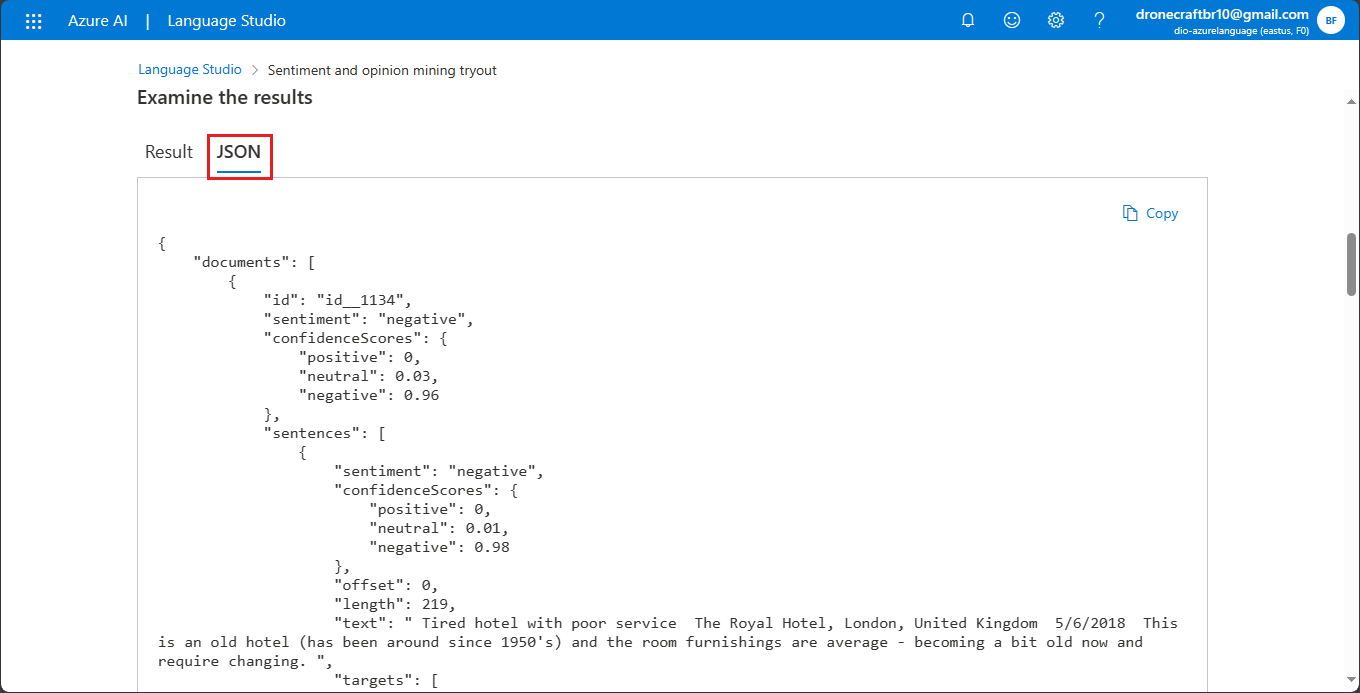 Azure AI | Language Studio
dronecraftbr10@gmail.com
dio-azurelanguage (eastus, F0)
BF
Language Studio > Sentiment and opinion mining tryout
Examine the results
Result JSON
Copy
{
    "documents": [
        {
            "id": "id__1134",
            "sentiment": "negative",
            "confidenceScores": {
                "positive": 0,
                "neutral": 0.03,
                "negative": 0.96
            },
            "sentences": [
                {
                    "sentiment": "negative",
                    "confidenceScores": {
                        "positive": 0,
                        "neutral": 0.01,
                        "negative": 0.98
                    },
                    "offset": 0,
                    "length": 219,
                    "text": " Tired hotel with poor service  The Royal Hotel, London, United Kingdom  5/6/2018  This
is an old hotel (has been around since 1950's) and the room furnishings are average - becoming a bit old now and
require changing. ",
                    "targets": [